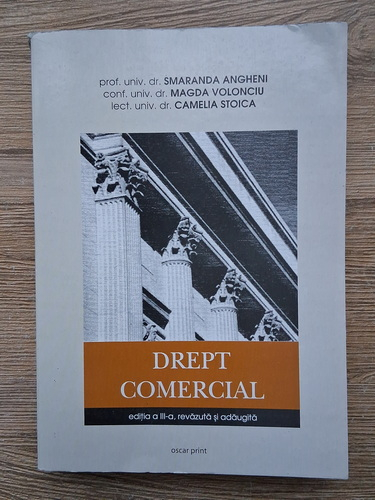 prof. univ. dr. SMARANDA ANGHENI
conf. univ. dr. MAGDA VOLONCIU
lect. univ. dr. CAMELIA STOICA
DREPT
COMERCIAL
ediția a III-a, revăzută și adăugită
oscar print